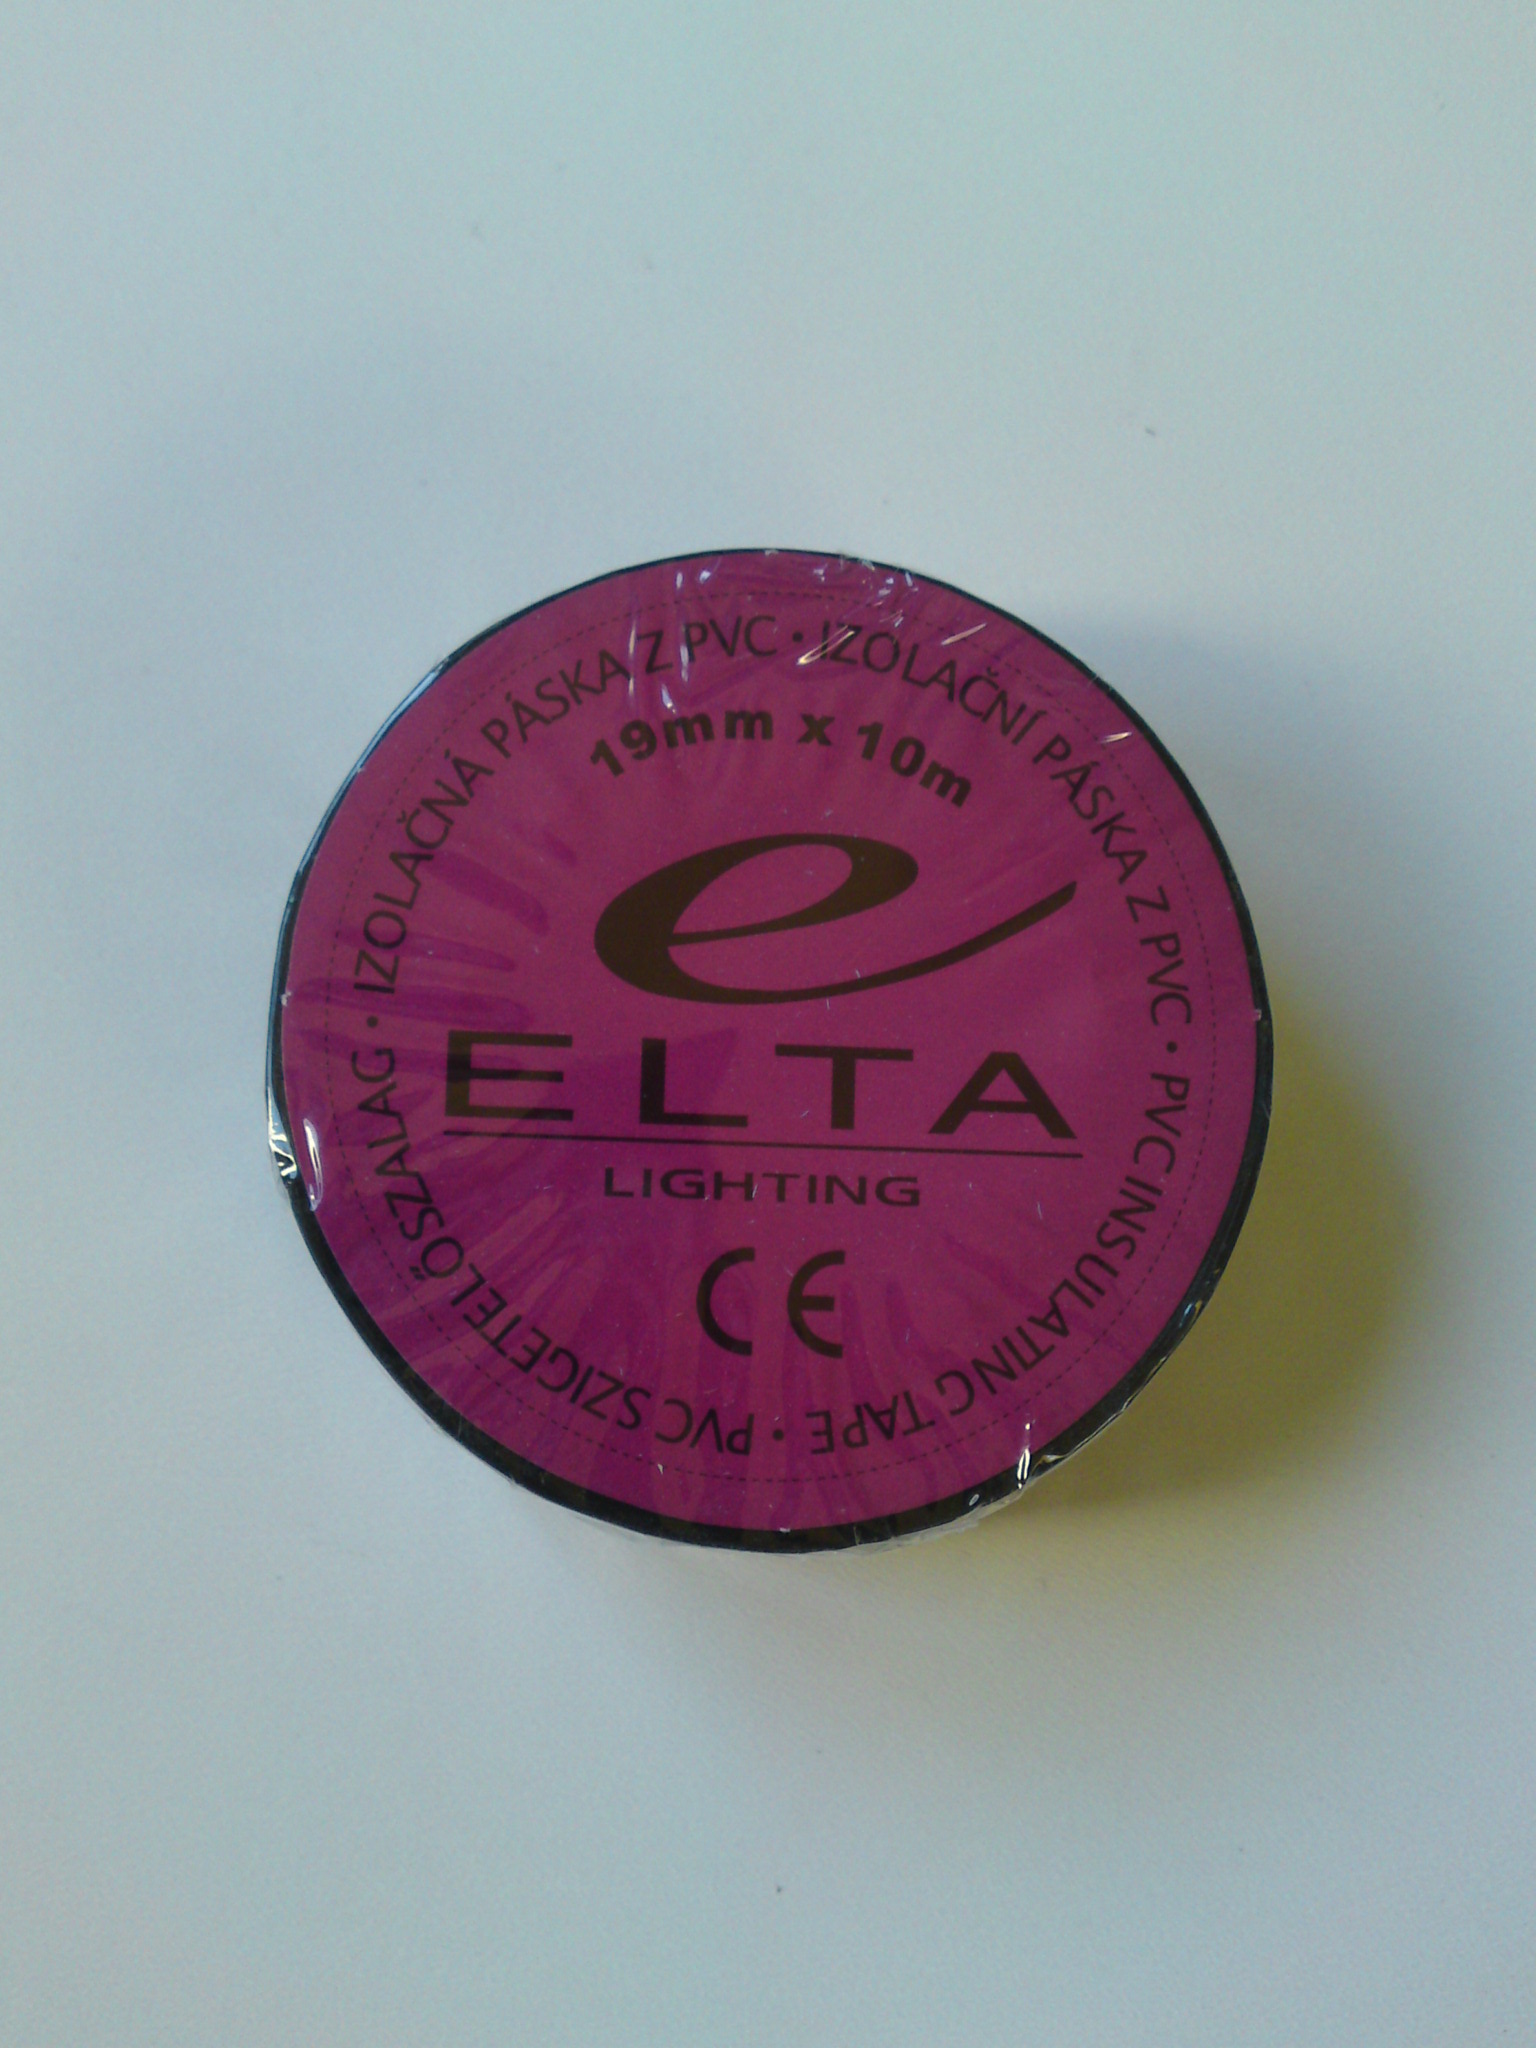 IZOLAČNÁ PÁSKA Z PVC • IZOLAČNÍ PÁSKA Z PVC • PVC INSULATING TAPE • PVC SZIGETELŐSZALAG •
19mm x 10m
e
ELTA
LIGHTING
CE